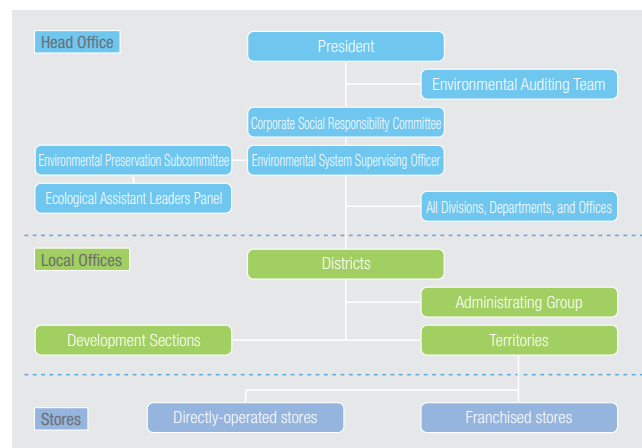 Head Office
President
Environmental Auditing Team
Corporate Social Responsibility Committee
Environmental Preservation Subcommittee
Environmental System Supervising Officer
Ecological Assistant Leaders Panel
All Divisions, Departments, and Offices
Local Offices
Districts
Administrating Group
Development Sections
Territories
Stores
Directly-operated stores
Franchised stores